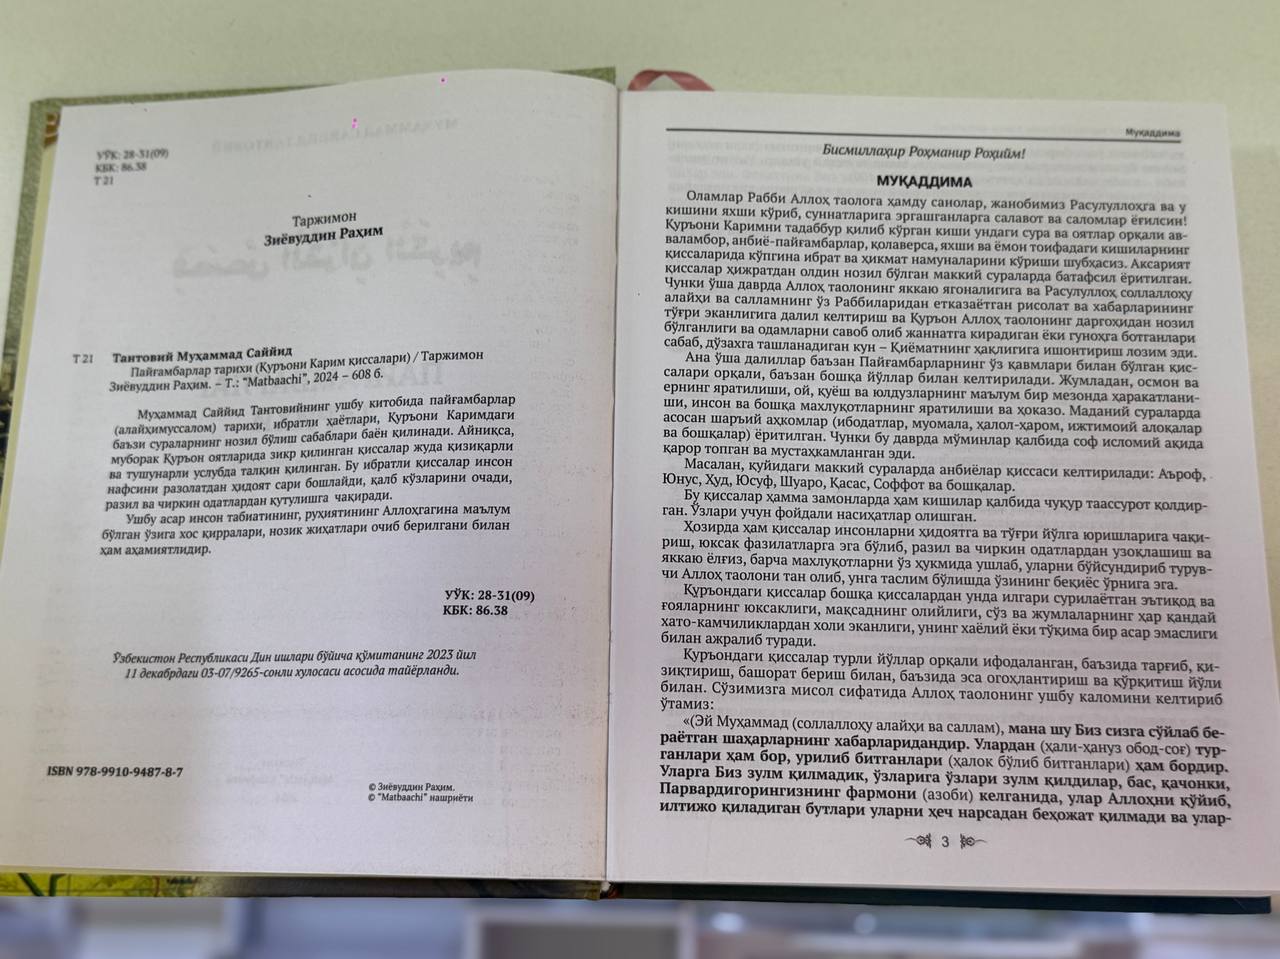 УЎК: 28-31(09)
КБК: 86.38
Т 21
Таржимон
Зиёвуддин Раҳим
Т 21 Тантовий Муҳаммад Саййид
Пайғамбарлар тарихи (Қуръони Карим қиссалари) / Таржимон
Зиёвуддин Раҳим. – Т.: "Matbaachi", 2024 – 608 б.
Муҳаммад Саййид Тантовийнинг ушбу китобида пайғамбарлар
(алайҳимуссалом) тарихи, ибратли ҳаётлари, Қуръони Каримдаги
баъзи сураларнинг нозил бўлиш сабаблари баён қилинади. Айниқса,
муборак Қуръон оятларида зикр қилинган қиссалар жуда қизиқарли
ва тушунарли услубда талқин қилинган. Бу ибратли қиссалар инсон
нафсини разолатдан ҳидоят сари бошлайди, қалб кўзларини очади,
разил ва чиркин одатлардан қутулишга чақиради.
Ушбу асар инсон табиатининг, руҳиятининг Аллоҳгагина маълум
бўлган ўзига хос қирралари, нозик жиҳатлари очиб берилгани билан
ҳам аҳамиятлидир.
УЎК: 28-31(09)
КБК: 86.38
Ўзбекистон Республикаси Дин ишлари бўйича қўмитанинг 2023 йил
11 декабрдаги 03-07/9265-сонли хулосаси асосида тайёрланди.
ISBN 978-9910-9487-8-7
© Зиёвуддин Раҳим.
© "Matbaachi" нашриёти
Муқаддима
Бисмиллаҳир Роҳманир Роҳийм!
МУҚАДДИМА
Оламлар Рабби Аллоҳ таолога ҳамду санолар, жанобимиз Расулуллоҳга ва у
кишини яхши кўриб, суннатларига эргашганларга салавот ва саломлар ёғилсин!
Қуръони Каримни тадаббур қилиб кўрган киши ундаги сура ва оятлар орқали ав-
валамбор, анбиё-пайғамбарлар, қолаверса, яхши ва ёмон тоифадаги кишиларнинг
қиссаларида кўпгина ибрат ва ҳикмат намуналарини кўриши шубҳасиз. Аксарият
қиссалар ҳижратдан олдин нозил бўлган маккий сураларда батафсил ёритилган.
Чунки ўша даврда Аллоҳ таолонинг яккаю ягоналигига ва Расулуллоҳ соллаллоҳу
алайҳи ва салламнинг ўз Раббиларидан етказаётган рисолат ва хабарларининг
тўғри эканлигига далил келтириш ва Қуръон Аллоҳ таолонинг даргоҳидан нозил
бўлганлиги ва одамларни савоб олиб жаннатга кирадиган ёки гуноҳга ботганлари
сабаб, дўзахга ташланадиган кун – Қиёматнинг ҳақлигига ишонтириш лозим эди.
Ана ўша далиллар баъзан Пайғамбарларнинг ўз қавмлари билан бўлган қис-
салари орқали, баъзан бошқа йўллар билан келтирилади. Жумладан, осмон ва
ернинг яратилиши, ой, қуёш ва юлдузларнинг маълум бир мезонда ҳаракатлани-
ши, инсон ва бошқа махлуқотларнинг яратилиши ва ҳоказо. Маданий сураларда
асосан шаръий аҳкомлар (ибодатлар, муомала, ҳалол-ҳаром, ижтимоий алоқалар
ва бошқалар) ёритилган. Чунки бу даврда мўминлар қалбида соф исломий ақида
қарор топган ва мустаҳкамланган эди.
Масалан, қуйидаги маккий сураларда анбиёлар қиссаси келтирилади: Аъроф,
Юнус, Ҳуд, Юсуф, Шуаро, Қасас, Соффот ва бошқалар.
Бу қиссалар ҳамма замонларда ҳам кишилар қалбида чуқур таассурот қолдир-
ган. Ўзлари учун фойдали насиҳатлар олишган.
Ҳозирда ҳам қиссалар инсонларни ҳидоятга ва тўғри йўлга юришларига чақи-
риш, юксак фазилатларга эга бўлиб, разил ва чиркин одатлардан узоқлашиш ва
яккаю ёлғиз, барча махлуқотларни ўз ҳукмида ушлаб, уларни бўйсундириб турув-
чи Аллоҳ таолони тан олиб, унга таслим бўлишда ўзининг беқиёс ўрнига эга.
Қуръондаги қиссалар бошқа қиссалардан унда илгари сурилаётган эътиқод ва
ғояларнинг юксаклиги, мақсаднинг олийлиги, сўз ва жумлаларнинг ҳар қандай
хато-камчиликлардан холи эканлиги, унинг хаёлий ёки тўқима бир асар эмаслиги
билан ажралиб туради.
Қуръондаги қиссалар турли йўллар орқали ифодаланган, баъзида тарғиб, қи-
зиқтириш, башорат бериш билан, баъзида эса огоҳлантириш ва қўрқитиш йўли
билан. Сўзимизга мисол сифатида Аллоҳ таолонинг ушбу каломини келтириб
ўтамиз:
«(Эй Муҳаммад (соллаллоҳу алайҳи ва саллам), мана шу Биз сизга сўйлаб бе-
раётган шаҳарларнинг хабарларидандир. Улардан (ҳали-ҳануз обод-соғ) тур-
ганлари ҳам бор, урилиб битганлари (ҳалок бўлиб битганлари) ҳам бордир.
Уларга Биз зулм қилмадик, ўзларига ўзлари зулм қилдилар, бас, қачонки,
Парвардигорингизнинг фармони (азоби) келганида, улар Аллоҳни қўйиб,
илтижо қиладиган бутлари уларни ҳеч нарсадан беҳожат қилмади ва улар-
3